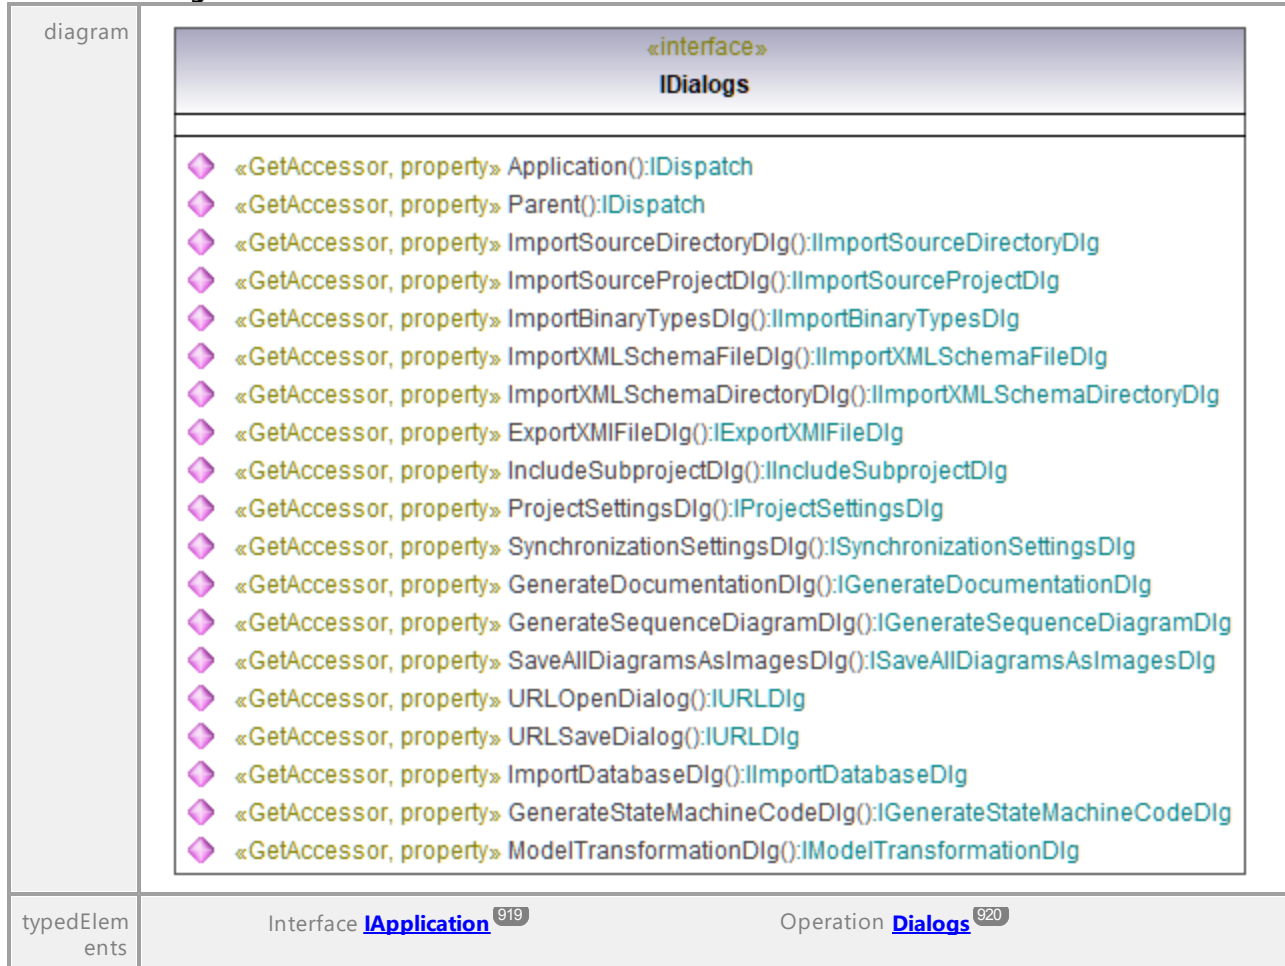 diagram
«interface»
IDialogs
«GetAccessor, property» Application():IDispatch
«GetAccessor, property» Parent():IDispatch
«GetAccessor, property» ImportSourceDirectoryDlg():IImportSourceDirectoryDlg
«GetAccessor, property» ImportSourceProjectDlg():IImportSourceProjectDlg
«GetAccessor, property» ImportBinaryTypesDlg():IImportBinaryTypesDlg
«GetAccessor, property» ImportXMLSchemaFileDlg():IImportXMLSchemaFileDlg
«GetAccessor, property» ImportXMLSchemaDirectoryDlg():IImportXMLSchemaDirectoryDlg
«GetAccessor, property» ExportXMIFileDlg():IExportXMIFileDlg
«GetAccessor, property» IncludeSubprojectDlg():IIncludeSubprojectDlg
«GetAccessor, property» ProjectSettingsDlg():IProjectSettingsDlg
«GetAccessor, property» SynchronizationSettingsDlg():ISynchronizationSettingsDlg
«GetAccessor, property» GenerateDocumentationDlg():IGenerateDocumentationDlg
«GetAccessor, property» GenerateSequenceDiagramDlg():IGenerateSequenceDiagramDlg
«GetAccessor, property» SaveAllDiagramsAsImagesDlg():ISaveAllDiagramsAsImagesDlg
«GetAccessor, property» URLOpenDialog():IURLDlg
«GetAccessor, property» URLSaveDialog():IURLDlg
«GetAccessor, property» ImportDatabaseDlg():IImportDatabaseDlg
«GetAccessor, property» GenerateStateMachineCodeDlg():IGenerateStateMachineCodeDlg
«GetAccessor, property» ModelTransformationDlg():IModelTransformationDlg
typedElem
ents
Interface IApplication 919 Operation Dialogs 920